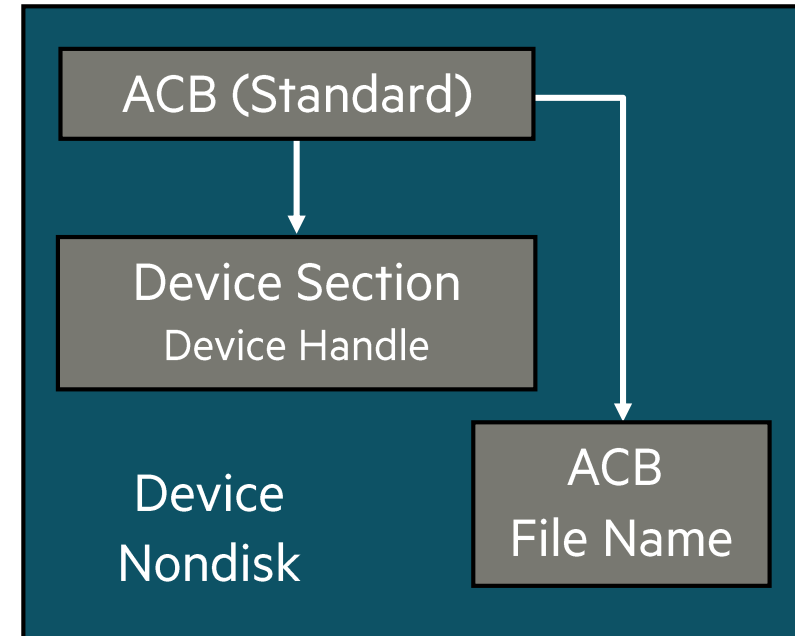 ACB (Standard)
Device Section
Device Handle
ACB
File Name
Device
Nondisk